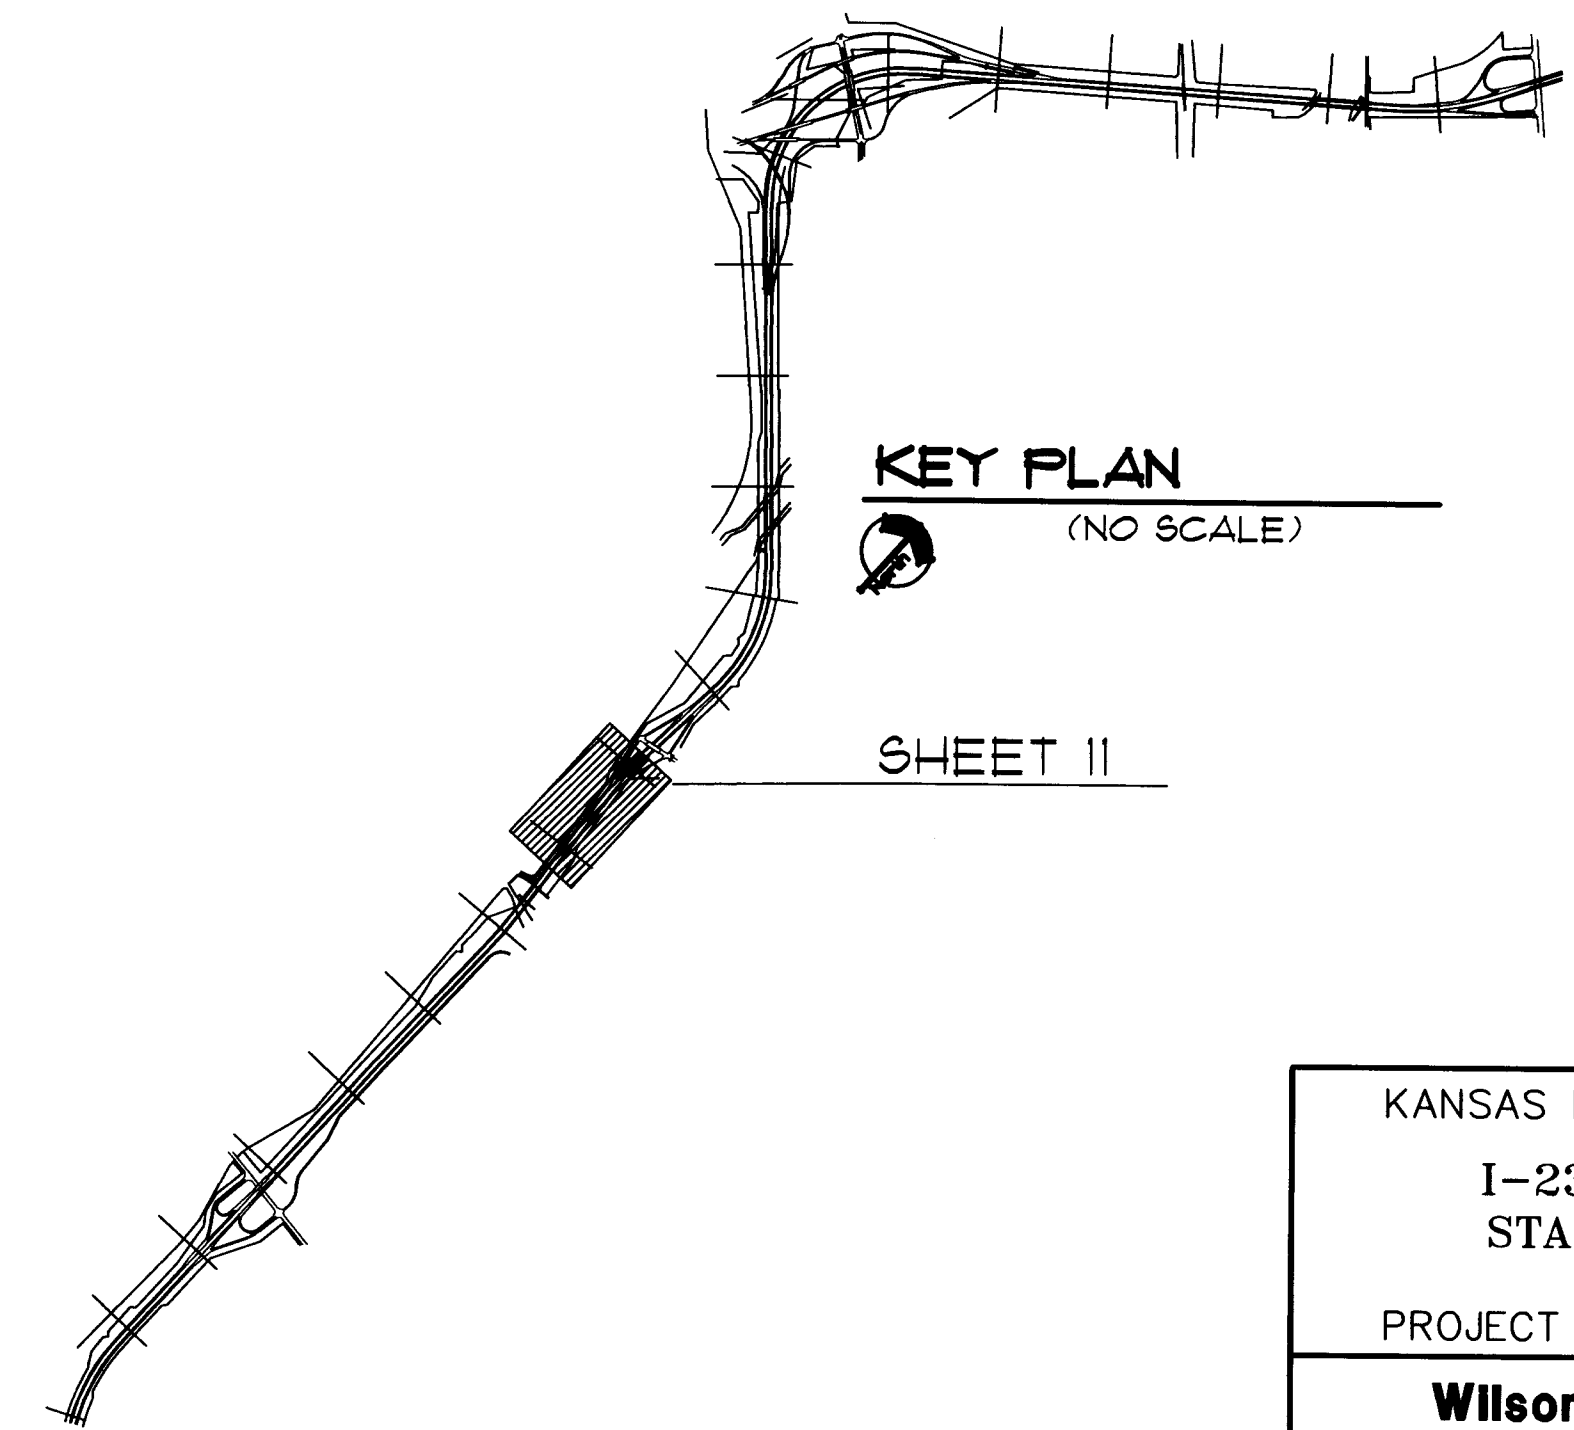 KEY PLAN
(NO SCALE)
SHEET 11
KANSAS
I-23
STA
PROJECT
Wilson